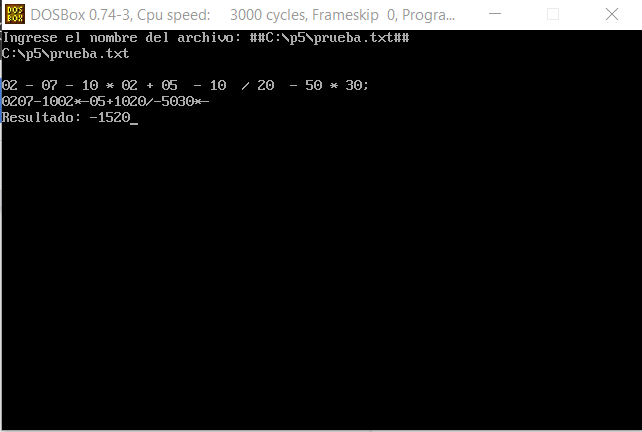 DOSBox 0.74-3, Cpu speed:    3000 cycles, Frameskip  0, Progra...
Ingrese el nombre del archivo: ##C:\p5\prueba.txt##
C:\p5\prueba.txt
02 - 07 - 10 * 02 + 05  - 10  / 20  - 50 * 30;
0207-1002*-05+1020/-5030*-
Resultado: -1520_